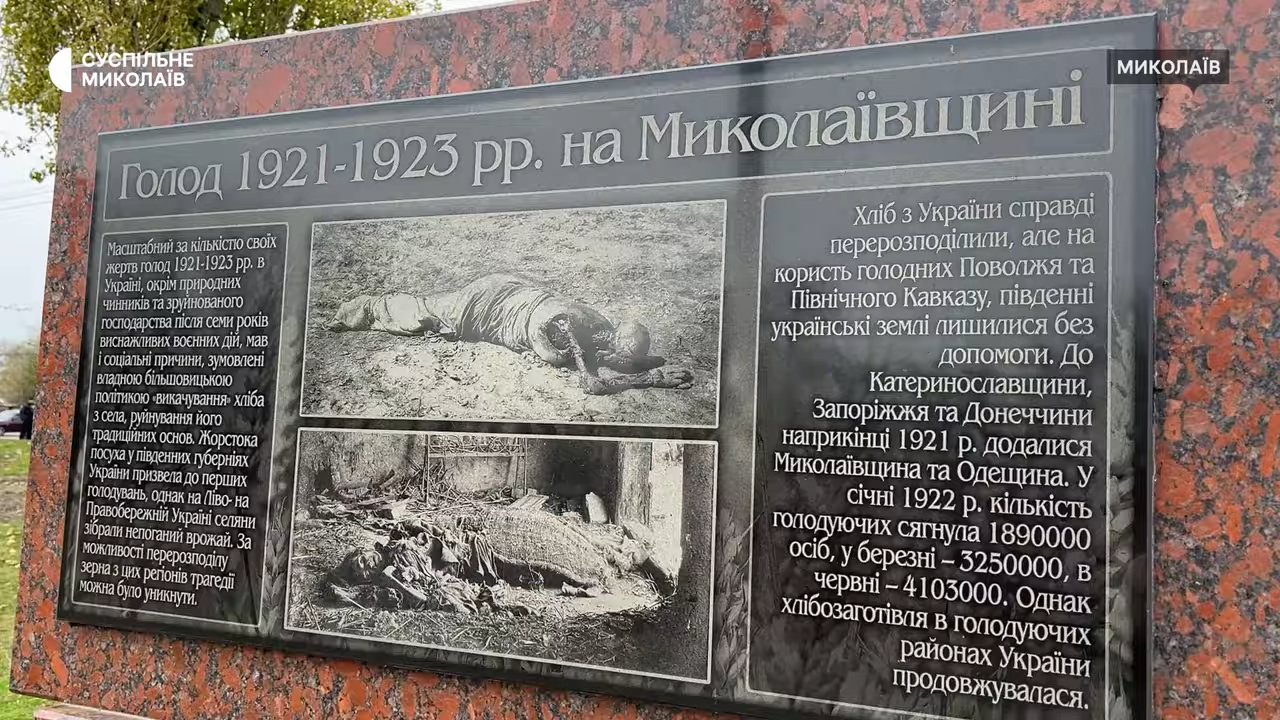 СУСПІЛЬНЕ
МИКОЛАЇВ
МИКОЛАЇВ
Голод 1921-1923 рр. на Миколаївщині
Масштабний за кількістю своїх
жертв голод 1921-1923 рр. в
Україні, окрім природних
чинників та зруйнованого
господарства після семи років
виснажливих воєнних дій, мав
і соціальні причини, зумовлені
владною більшовицькою
політикою «викачування» хліба
з села, руйнування його
традиційних основ. Жорстока
посуха у південних губерніях
України призвела до перших
голодувань, однак на Ліво- на
Правобережній Україні селяни
зібрали непоганий врожай. За
можливості перерозподілу
зерна з цих регіонів трагедії
можна було уникнути.
Хліб з України справді
перерозподілили, але на
користь голодних Поволжя та
Північного Кавказу, південні
українські землі лишилися без
допомоги. До
Катеринославщини,
Запоріжжя та Донеччини
наприкінці 1921 р. додалися
Миколаївщина та Одещина. У
січні 1922 р. кількість
голодуючих сягнула 1890000
осіб, у березні – 3250000, в
червні – 4103000. Однак
хлібозаготівля в голодуючих
районах України
продовжувалася.